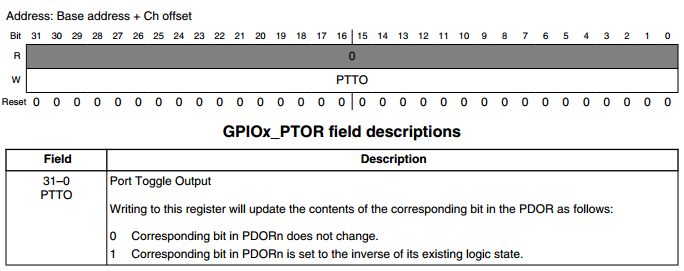 Address: Base address + Ch offset
Bit 31 30 29 28 27 26 25 24 23 22 21 20 19 18 17 16 15 14 13 12 11 10 9 8 7 6 5 4 3 2 1 0
R 0
W PTTO
Reset 0 0 0 0 0 0 0 0 0 0 0 0 0 0 0 0 0 0 0 0 0 0 0 0 0 0 0 0 0 0 0 0
GPIOx_PTOR field descriptions
Field Description
31–0 Port Toggle Output
PTTO
Writing to this register will update the contents of the corresponding bit in the PDOR as follows:
0 Corresponding bit in PDORn does not change.
1 Corresponding bit in PDORn is set to the inverse of its existing logic state.